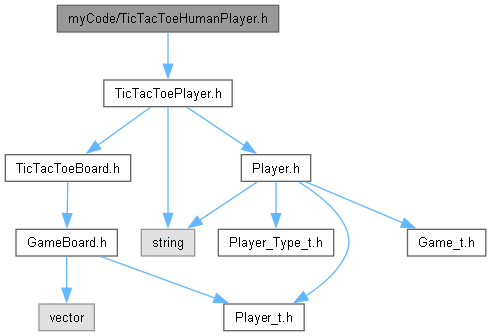 myCode/TicTacToeHumanPlayer.h
TicTacToePlayer.h
TicTacToeBoard.h
Player.h
GameBoard.h
string
Player_Type_t.h
Game_t.h
vector
Player_t.h